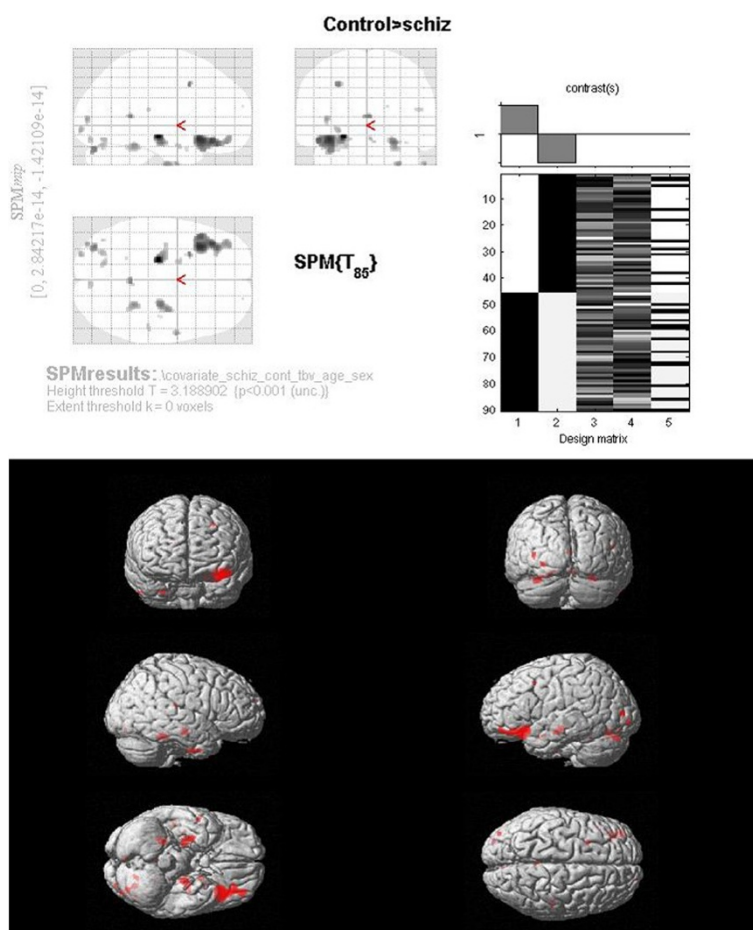 Control>schiz
SPMmip
[0, 2.84217e-14, -1.42109e-14]
<
<
<
SPM{T85}
contrast(s)
1
10
20
30
40
50
60
70
80
90
1 2 3 4 5
Design matrix
SPMresults: .\covariate_schiz_cont_tbv_age_sex
Height threshold T = 3.188902 {p<0.001 (unc.)}
Extent threshold k = 0 voxels